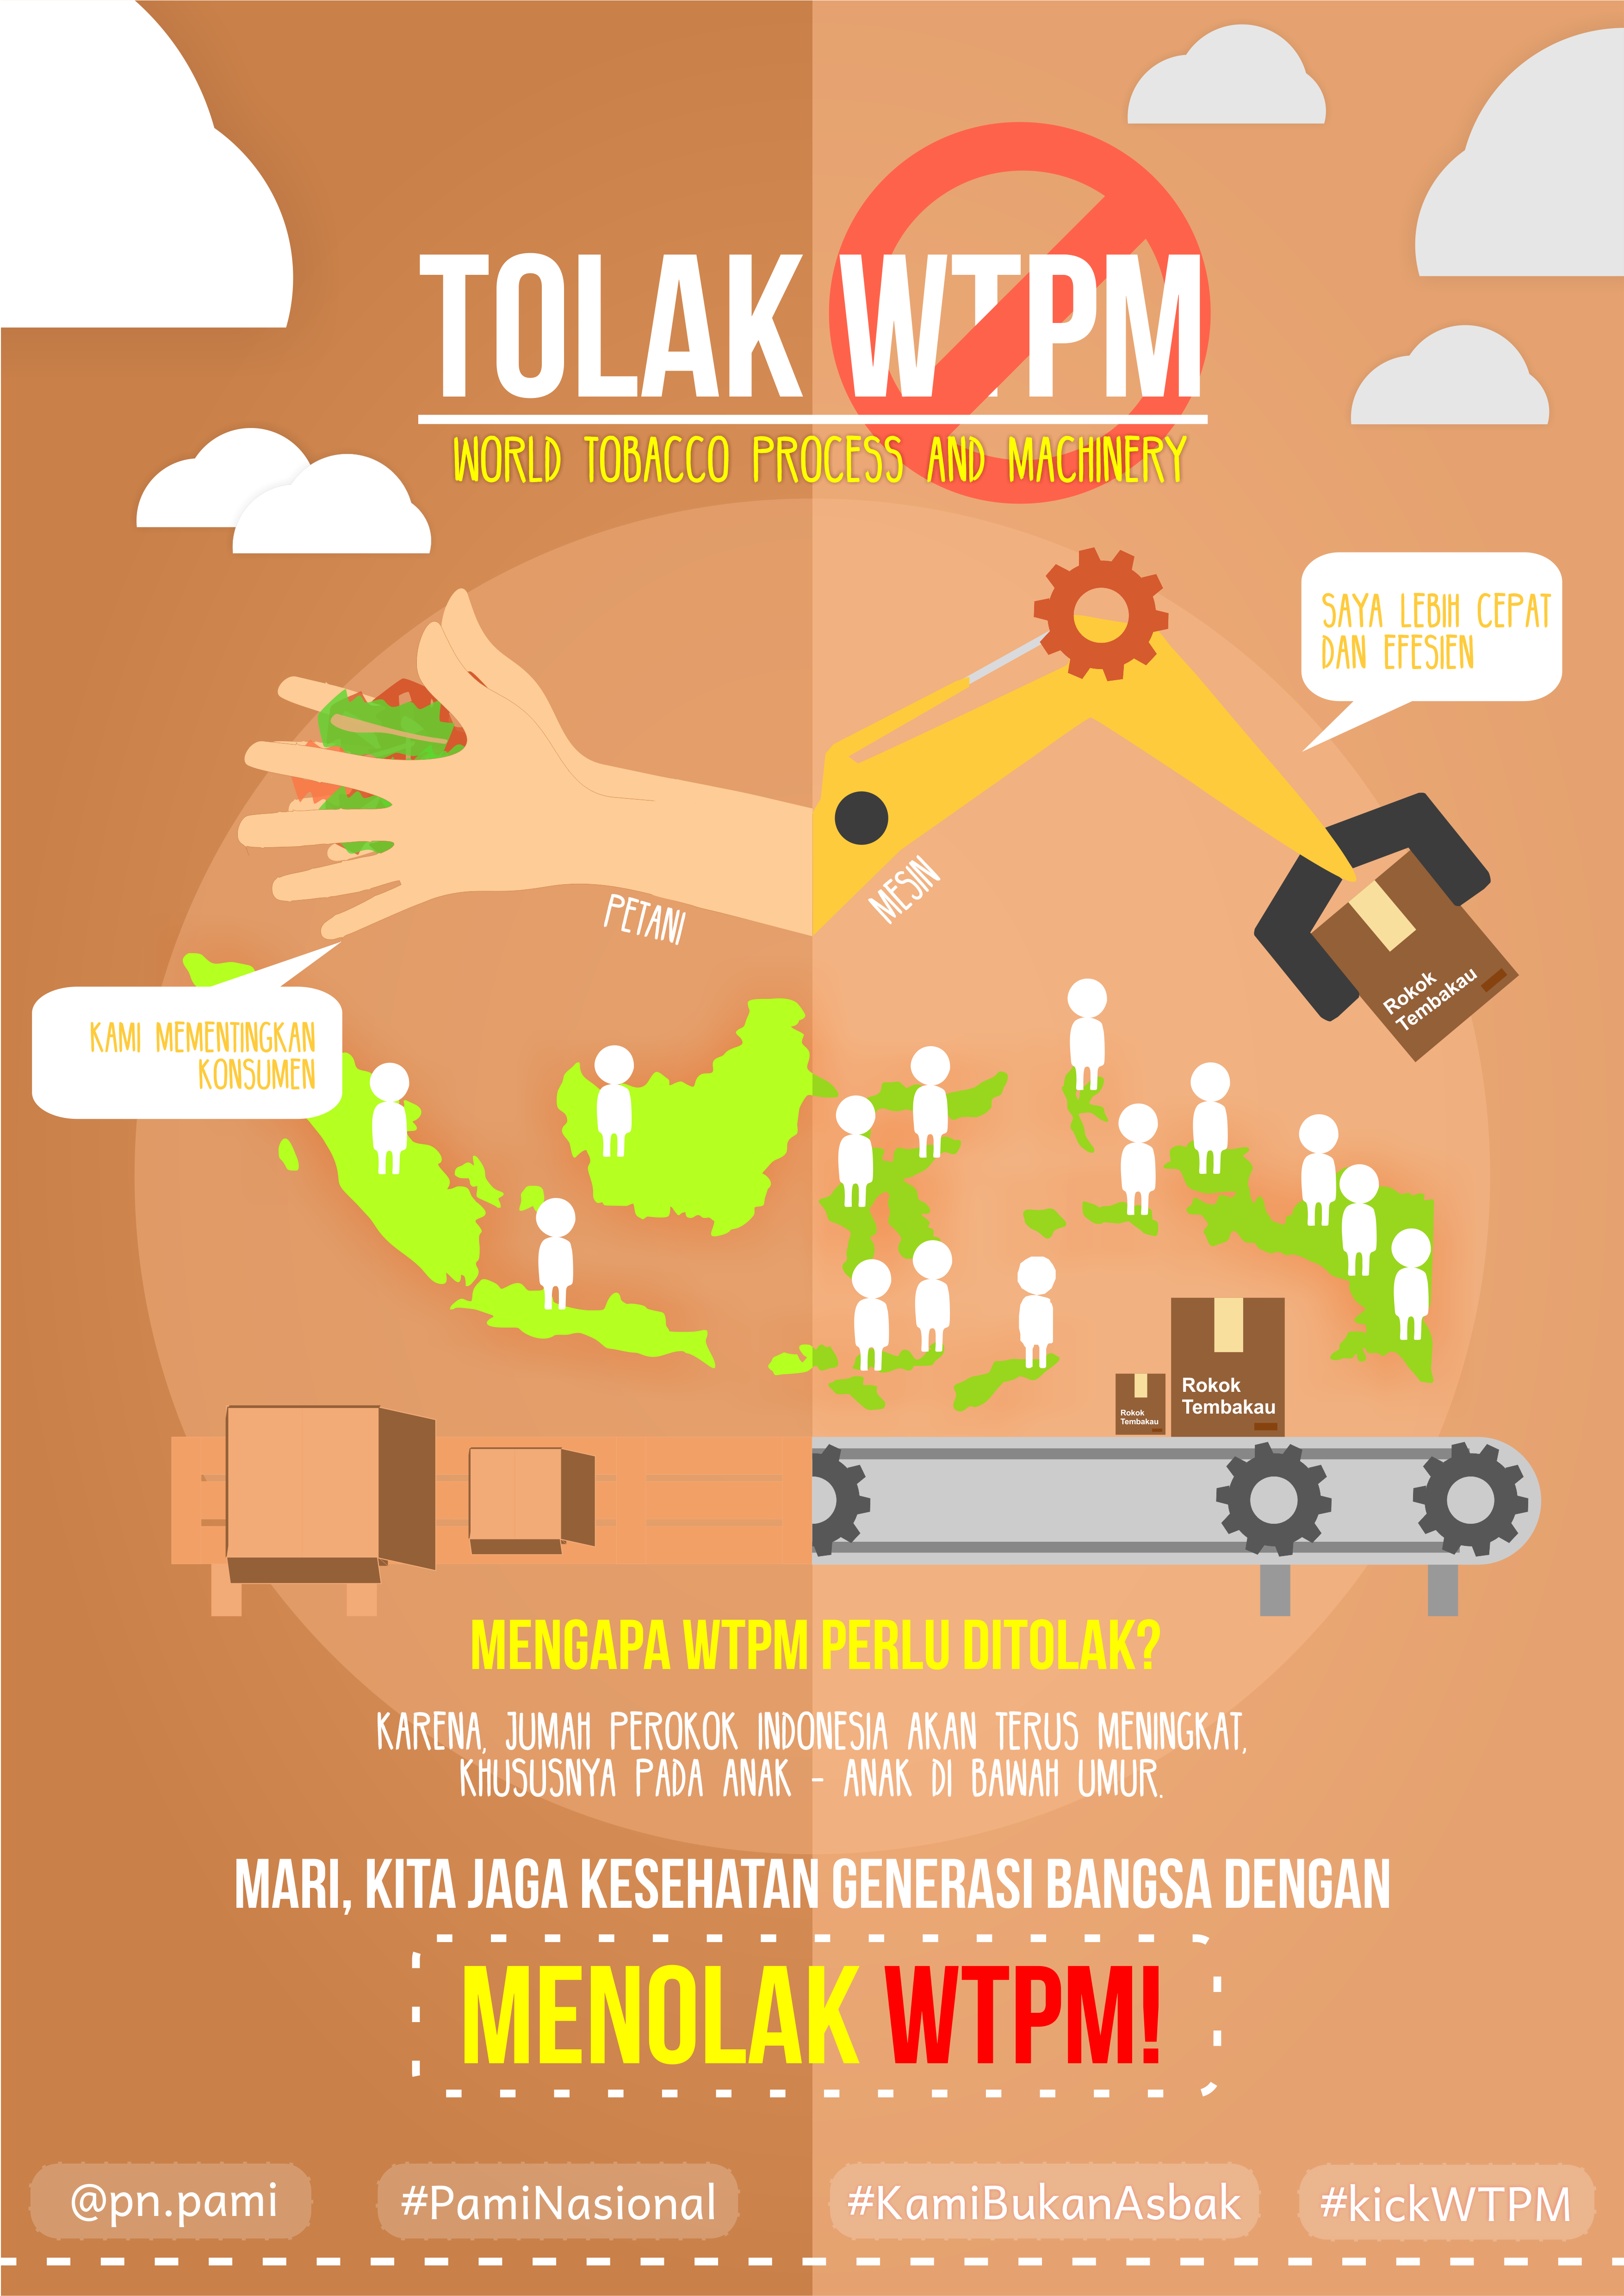 TOLAK WTPM
WORLD TOBACCO PROCESS AND MACHINERY
SAYA LEBIH CEPAT
DAN EFESIEN
PETANI
MESIN
KAMI MEMENTINGKAN
KONSUMEN
Rokok
Tembakau
Rokok
Tembakau
Rokok
Tembakau
MENGAPA WTPM PERLU DITOLAK?
KARENA, JUMAH PEROKOK INDONESIA AKAN TERUS MENINGKAT,
KHUSUSNYA PADA ANAK - ANAK DI BAWAH UMUR.
MARI, KITA JAGA KESEHATAN GENERASI BANGSA DENGAN
MENOLAK WTPM!
@pn.pami #PamiNasional #KamiBukanAsbak #kickWTPM